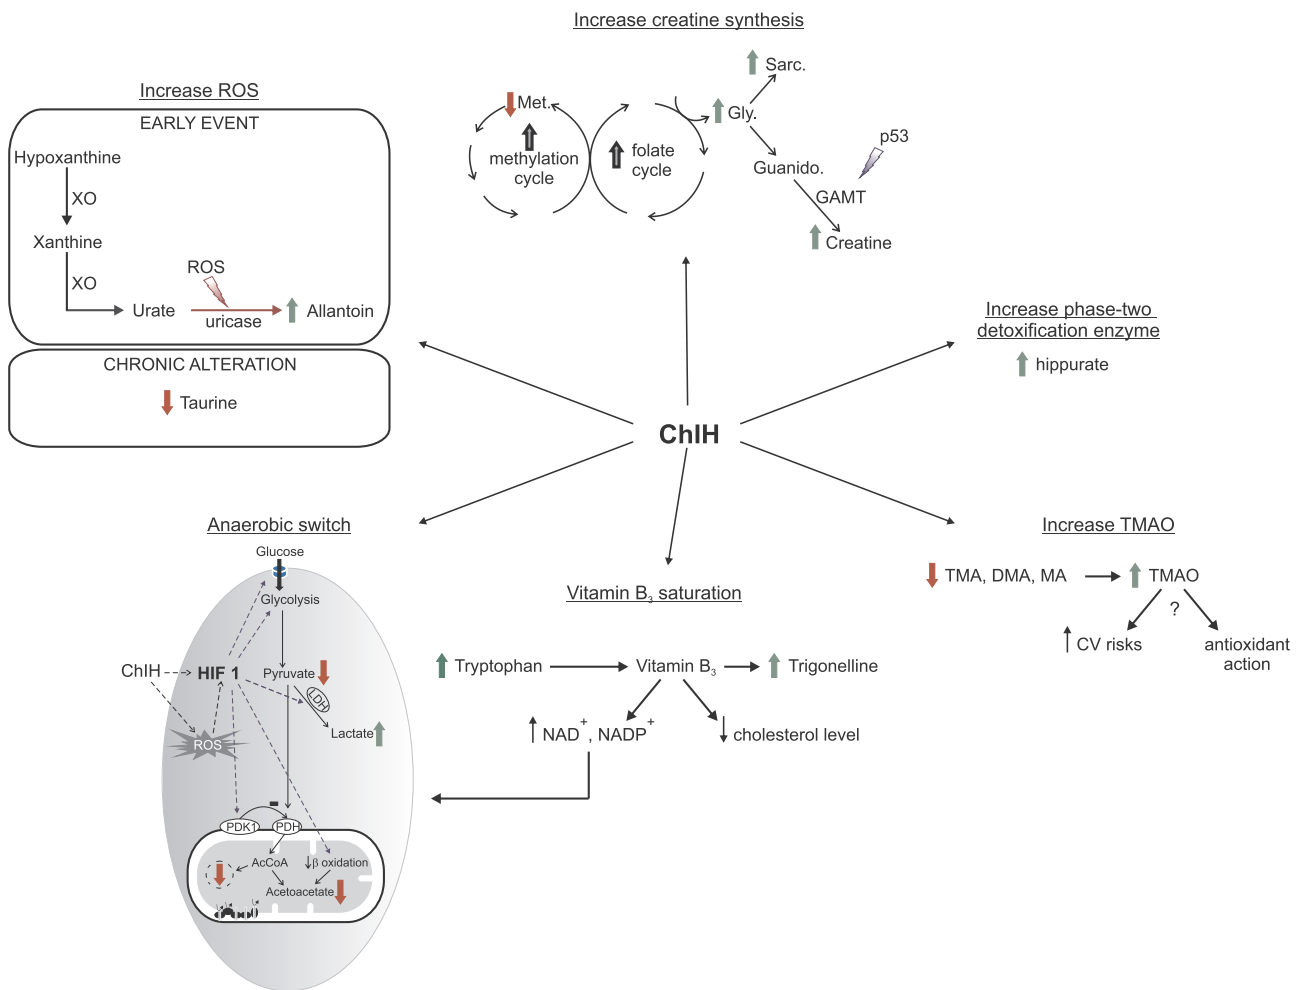 Increase creatine synthesis
Sarc.
Met.
Gly.
methylation
cycle
folate
cycle
p53
Guanido.
GAMT
Creatine
Increase ROS
EARLY EVENT
Hypoxanthine
XO
Xanthine
XO
ROS
Urate
uricase
Allantoin
CHRONIC ALTERATION
Taurine
Increase phase-two
detoxification enzyme
hippurate
ChIH
Anaerobic switch
Glucose
Glycolysis
ChIH
HIF 1
Pyruvate
LDH
Lactate
ROS
PDK1
PDH
AcCoA
β oxidation
Acetoacetate
Vitamin B3 saturation
Tryptophan
Vitamin B3
Trigonelline
NAD+, NADP+
cholesterol level
Increase TMAO
TMA, DMA, MA
TMAO
?
CV risks
antioxidant
action